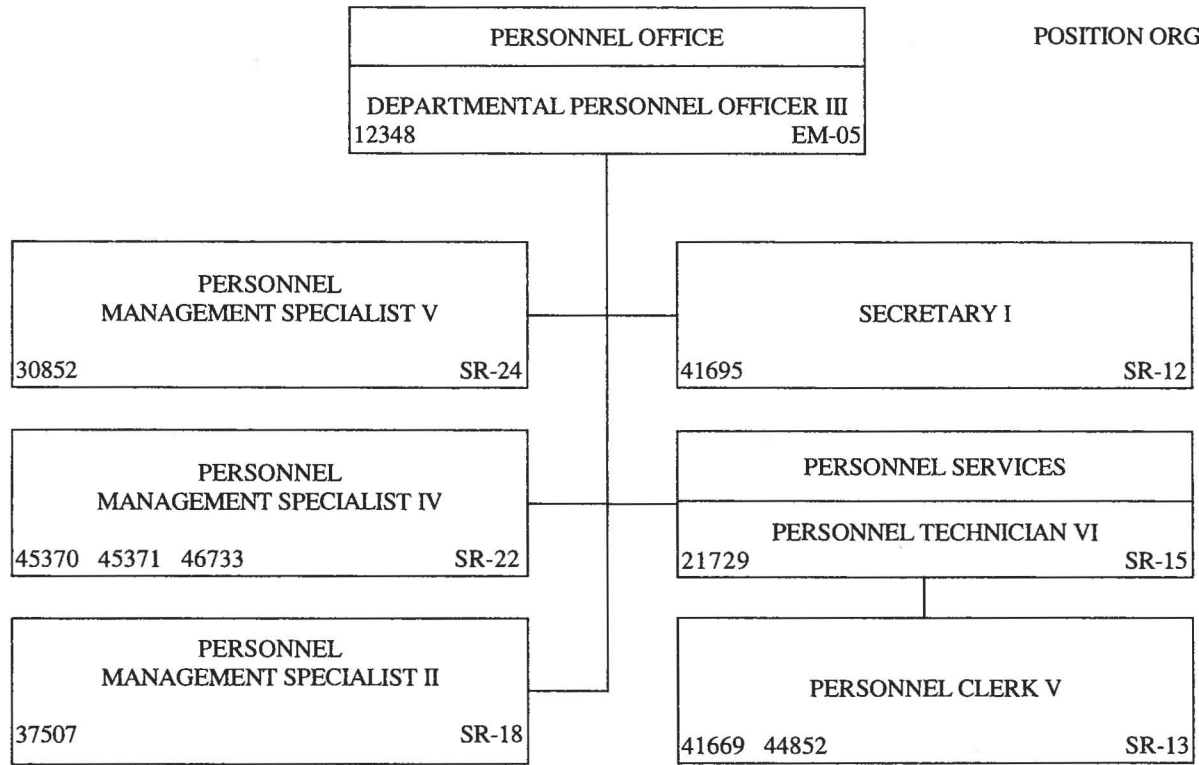 PERSONNEL OFFICE
POSITION ORG
DEPARTMENTAL PERSONNEL OFFICER III
12348 EM-05
PERSONNEL
MANAGEMENT SPECIALIST V
30852 SR-24
SECRETARY I
41695 SR-12
PERSONNEL
MANAGEMENT SPECIALIST IV
45370 45371 46733 SR-22
PERSONNEL SERVICES
PERSONNEL TECHNICIAN VI
21729 SR-15
PERSONNEL
MANAGEMENT SPECIALIST II
37507 SR-18
PERSONNEL CLERK V
41669 44852 SR-13